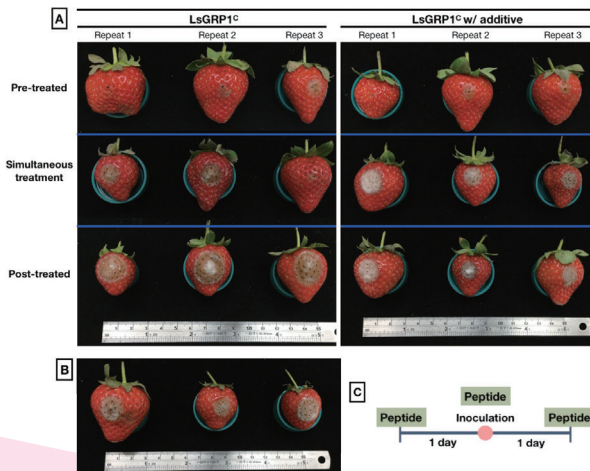 A
LsGRP1ᶜ
LsGRP1ᶜ w/ additive
Repeat 1 Repeat 2 Repeat 3
Repeat 1 Repeat 2 Repeat 3
Pre-treated
Simultaneous
treatment
Post-treated
B
C
Peptide
Peptide Inoculation Peptide
1 day 1 day